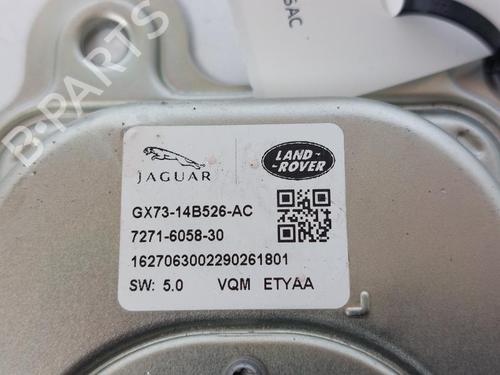 B-PARTS
JAGUAR
LAND-
ROVER
GX73-14B526-AC
7271-6058-30
1627063002290261801
SW: 5.0 VQM ETYAA